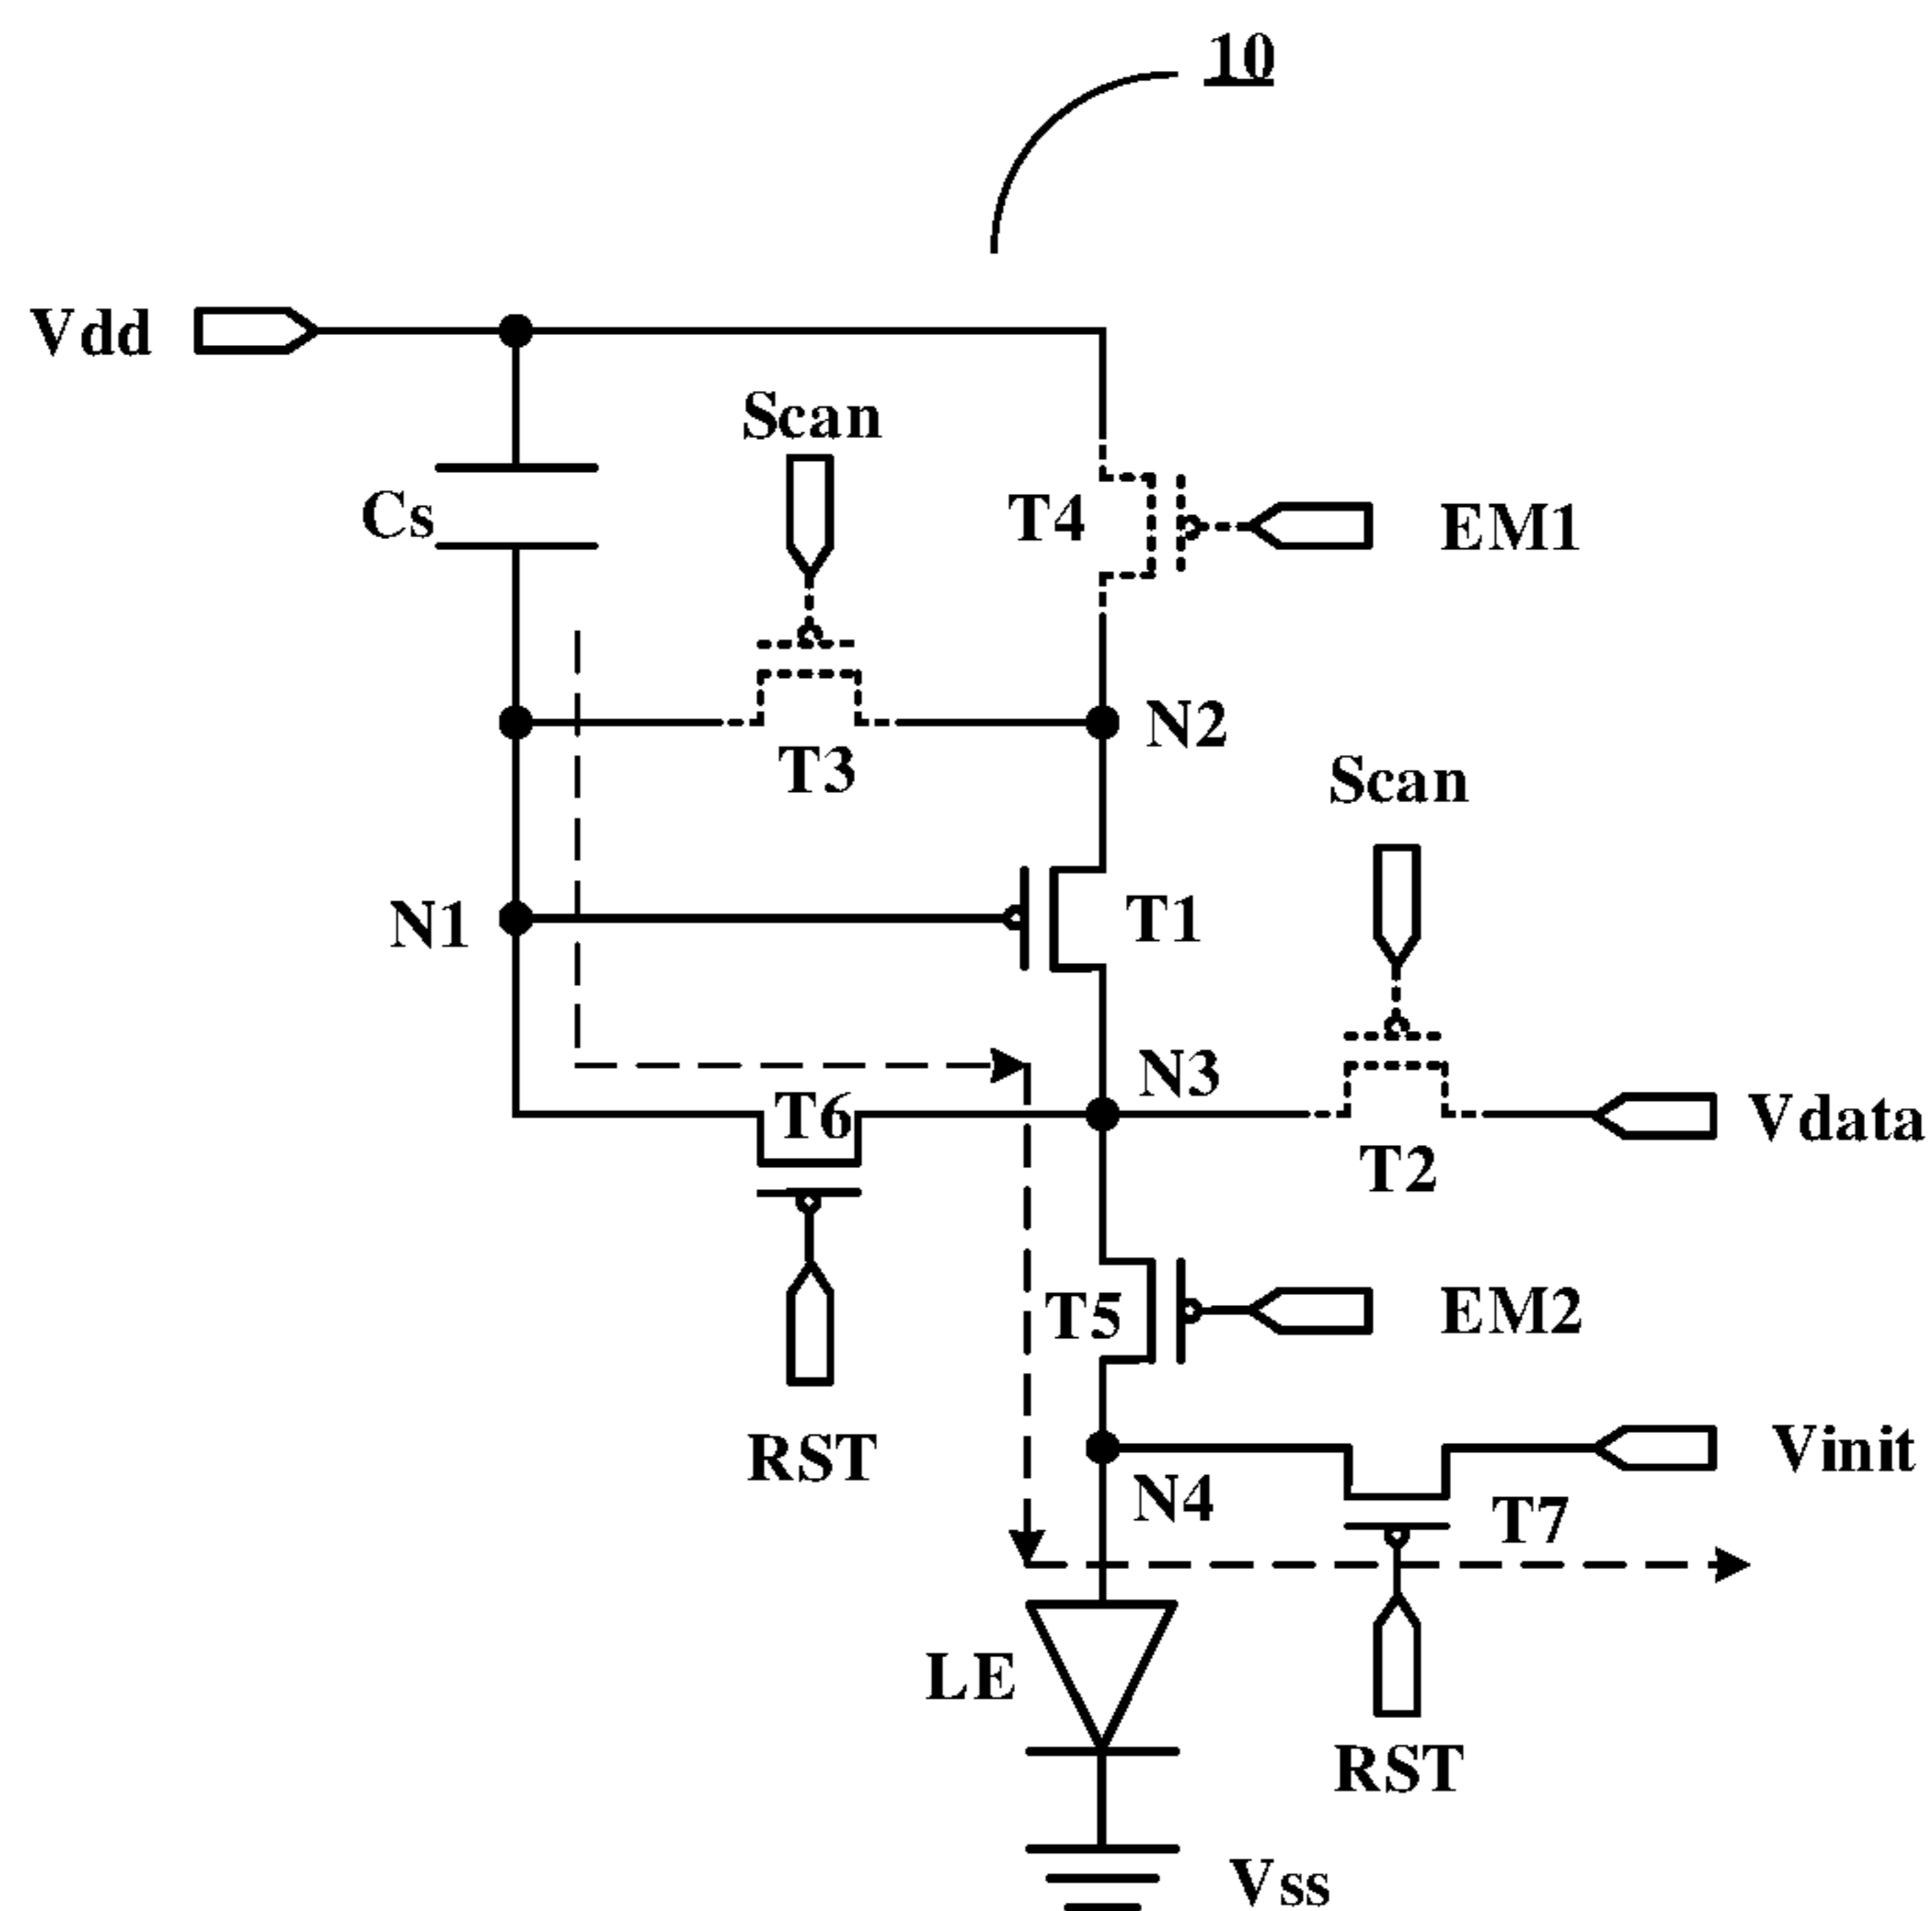 10
Vdd
Scan
Cs
T4
EM1
N2
T3
Scan
N1
T1
N3
T6
Vdata
T2
T5
EM2
RST
Vinit
N4
T7
LE
RST
Vss